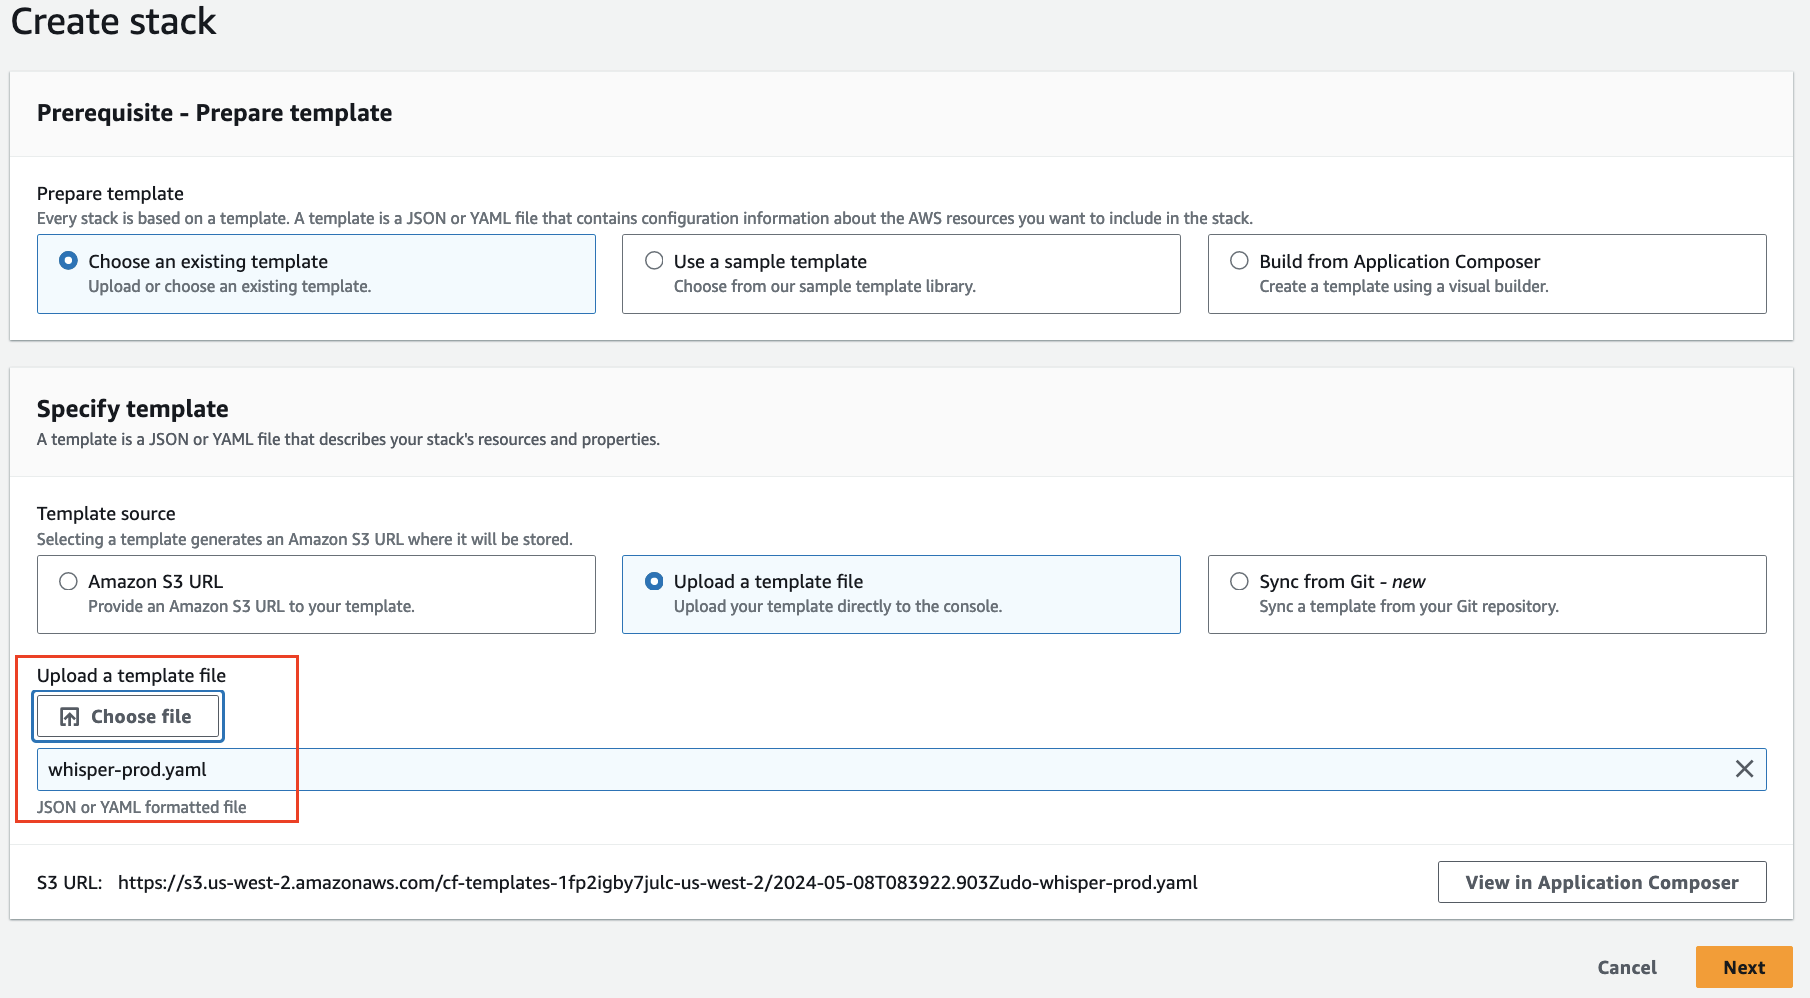 Create stack
Prerequisite - Prepare template
Prepare template
Every stack is based on a template. A template is a JSON or YAML file that contains configuration information about the AWS resources you want to include in the stack.
Choose an existing template
Upload or choose an existing template.
Use a sample template
Choose from our sample template library.
Build from Application Composer
Create a template using a visual builder.
Specify template
A template is a JSON or YAML file that describes your stack's resources and properties.
Template source
Selecting a template generates an Amazon S3 URL where it will be stored.
Amazon S3 URL
Provide an Amazon S3 URL to your template.
Upload a template file
Upload your template directly to the console.
Sync from Git - new
Sync a template from your Git repository.
Upload a template file
Choose file
whisper-prod.yaml
JSON or YAML formatted file
S3 URL: https://s3.us-west-2.amazonaws.com/cf-templates-1fp2igby7julc-us-west-2/2024-05-08T083922.903Zudo-whisper-prod.yaml
View in Application Composer
Cancel
Next